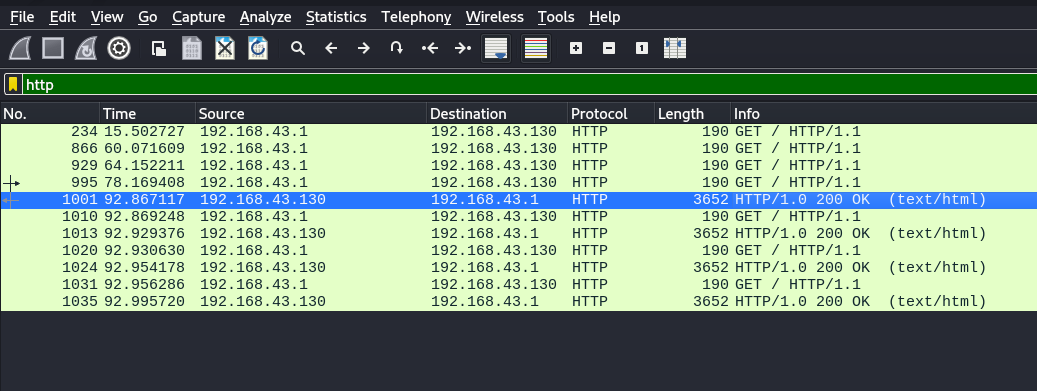 File Edit View Go Capture Analyze Statistics Telephony Wireless Tools Help
http
No. Time Source Destination Protocol Length Info
234 15.502727 192.168.43.1 192.168.43.130 HTTP 190 GET / HTTP/1.1
866 60.071609 192.168.43.1 192.168.43.130 HTTP 190 GET / HTTP/1.1
929 64.152211 192.168.43.1 192.168.43.130 HTTP 190 GET / HTTP/1.1
995 78.169408 192.168.43.1 192.168.43.130 HTTP 190 GET / HTTP/1.1
1001 92.867117 192.168.43.130 192.168.43.1 HTTP 3652 HTTP/1.0 200 OK (text/html)
1010 92.869248 192.168.43.1 192.168.43.130 HTTP 190 GET / HTTP/1.1
1013 92.929376 192.168.43.130 192.168.43.1 HTTP 3652 HTTP/1.0 200 OK (text/html)
1020 92.930630 192.168.43.1 192.168.43.130 HTTP 190 GET / HTTP/1.1
1024 92.954178 192.168.43.130 192.168.43.1 HTTP 3652 HTTP/1.0 200 OK (text/html)
1031 92.956286 192.168.43.1 192.168.43.130 HTTP 190 GET / HTTP/1.1
1035 92.995720 192.168.43.130 192.168.43.1 HTTP 3652 HTTP/1.0 200 OK (text/html)